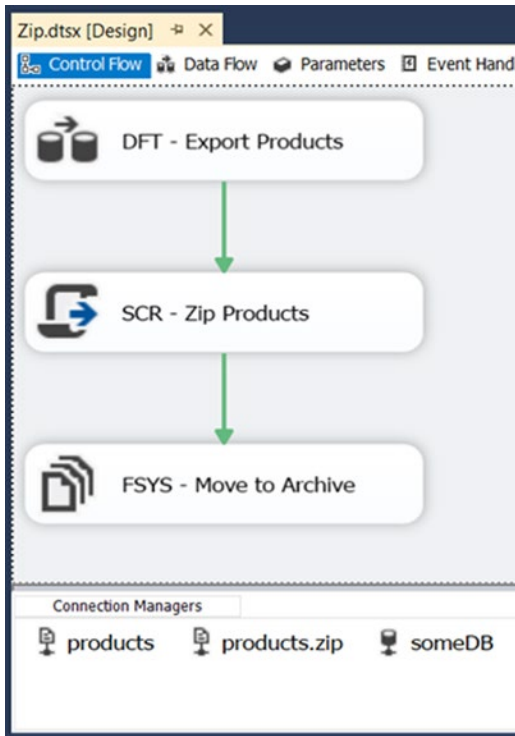 Zip.dtsx [Design]
Control Flow Data Flow Parameters Event Hand
DFT - Export Products
SCR - Zip Products
FSYS - Move to Archive
Connection Managers
products products.zip someDB